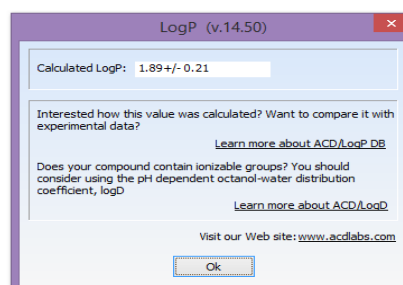 LogP (v.14.50)
Calculated LogP: 1.89+/- 0.21
Interested how this value was calculated? Want to compare it with
experimental data?
Learn more about ACD/LogP DB
Does your compound contain ionizable groups? You should
consider using the pH dependent octanol-water distribution
coefficient, logD
Learn more about ACD/LogD
Visit our Web site: www.acdlabs.com
Ok